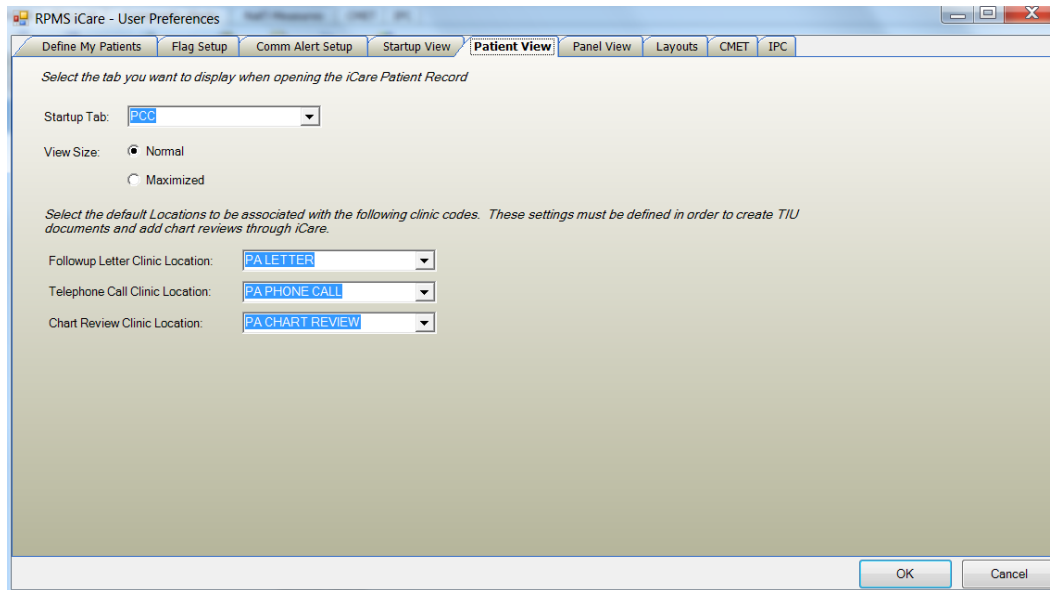 RPMS iCare - User Preferences
Define My Patients Flag Setup Comm Alert Setup Startup View Patient View Panel View Layouts CMET IPC
Select the tab you want to display when opening the iCare Patient Record
Startup Tab: PCC
View Size: Normal
Maximized
Select the default Locations to be associated with the following clinic codes. These settings must be defined in order to create TIU
documents and add chart reviews through iCare.
Followup Letter Clinic Location: PA LETTER
Telephone Call Clinic Location: PA PHONE CALL
Chart Review Clinic Location: PA CHART REVIEW
OK Cancel